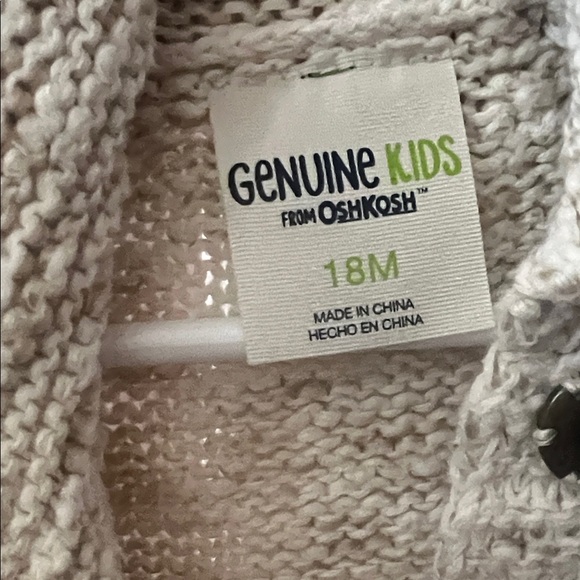 GENUINE KIDS
FROM OSHKOSH™
18M
MADE IN CHINA
HECHO EN CHINA